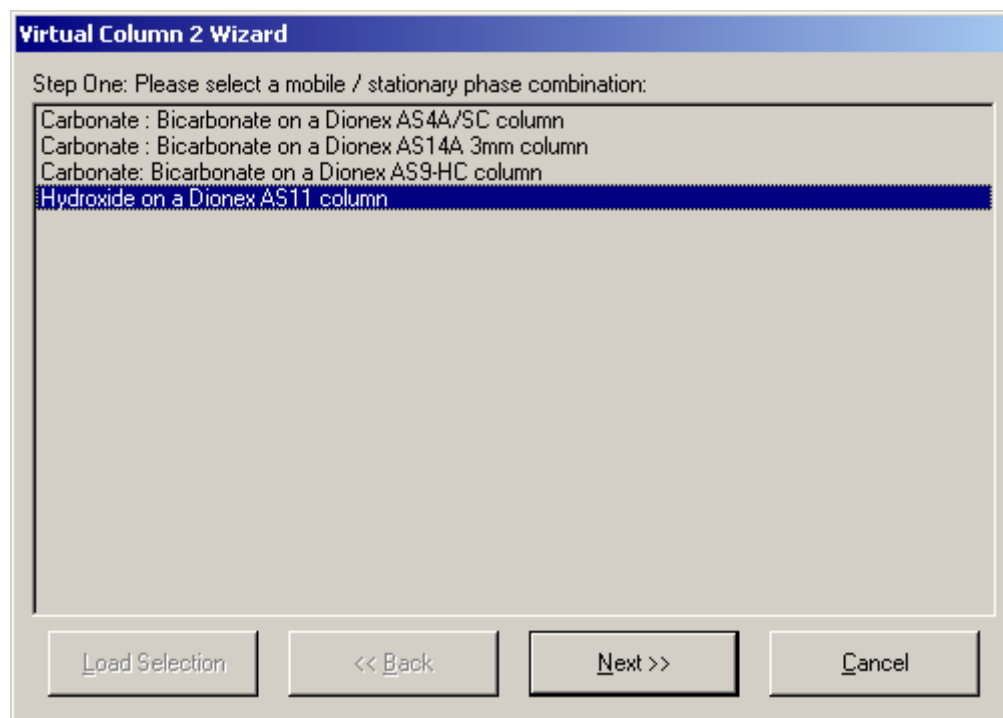 Virtual Column 2 Wizard
Step One: Please select a mobile / stationary phase combination:
Carbonate : Bicarbonate on a Dionex AS4A/SC column
Carbonate : Bicarbonate on a Dionex AS14A 3mm column
Carbonate: Bicarbonate on a Dionex AS9-HC column
Hydroxide on a Dionex AS11 column
Load Selection
<< Back
Next >>
Cancel